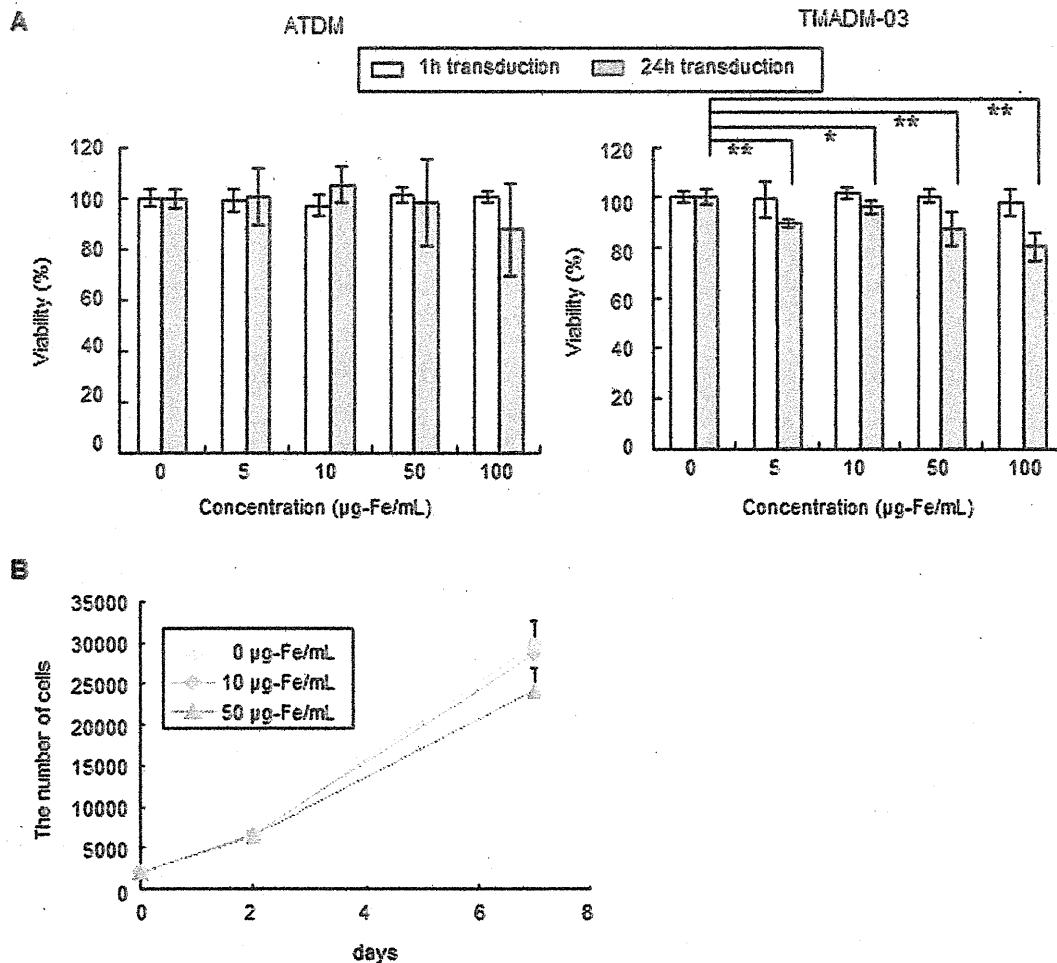 A
ATDM
TMADM-03
1h transduction 24h transduction
** * ** **
Viability (%)
120
100
80
60
40
20
0
0 5 10 50 100
Concentration (µg-Fe/mL)
Viability (%)
120
100
80
60
40
20
0
0 5 10 50 100
Concentration (µg-Fe/mL)
B
The number of cells
35000
30000
25000
20000
15000
10000
5000
0
0 µg-Fe/mL
10 µg-Fe/mL
50 µg-Fe/mL
0 2 4 6 8
days